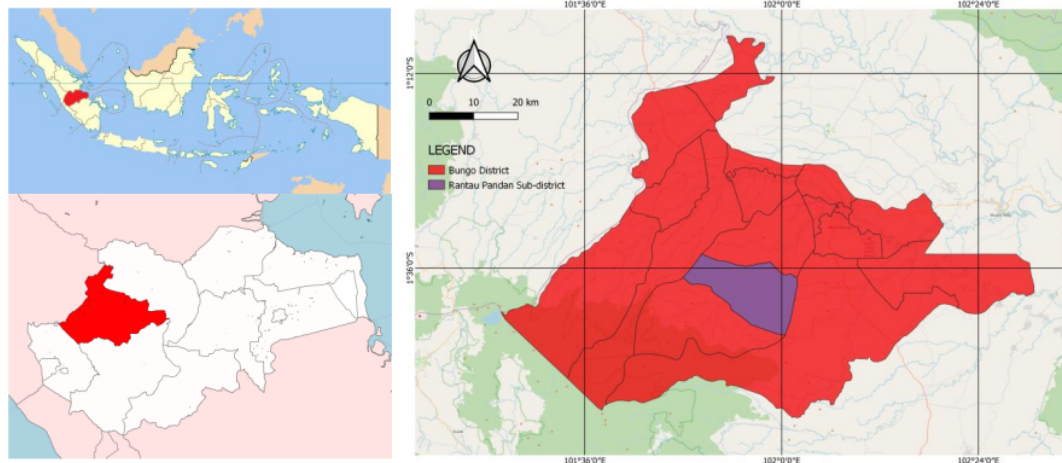 101°36'0"E
102°0'0"E
102°24'0"E
1°12'0"S
0 10 20 km
LEGEND
Bungo District
Rantau Pandan Sub-district
1°36'0"S
101°36'0"E
102°0'0"E
102°24'0"E